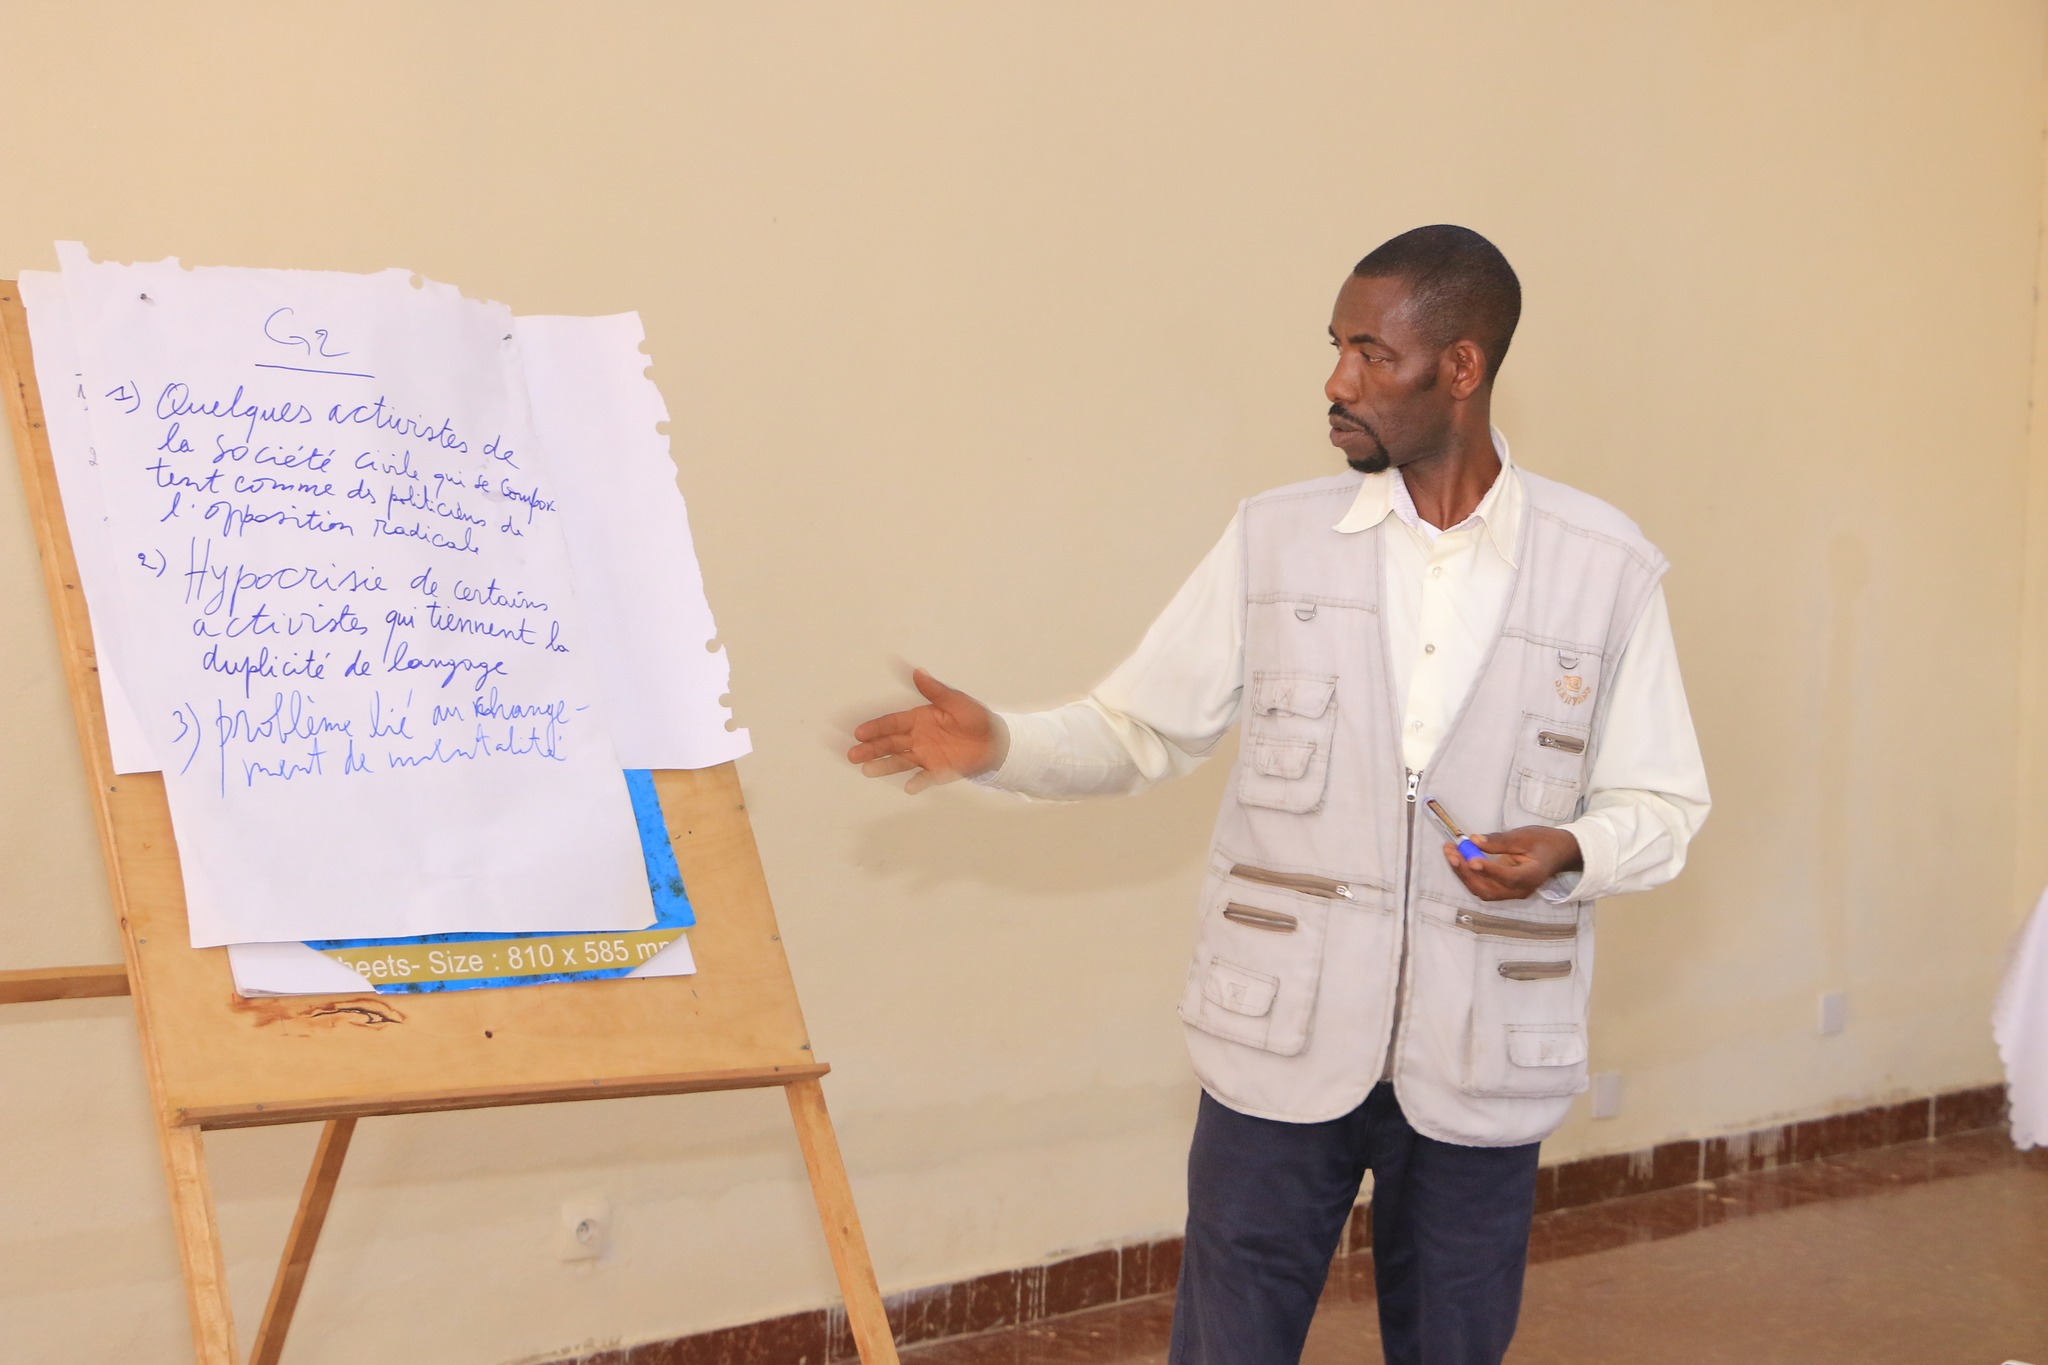 G2
1) Quelques activistes de
la société civile qui se compor-
tent comme des politiciens de
l'opposition radicale
2) Hypocrisie de certains
activistes qui tiennent la
duplicité de langage
3) problème lié au change-
ment de mentalité
heets- Size : 810 x 585 m